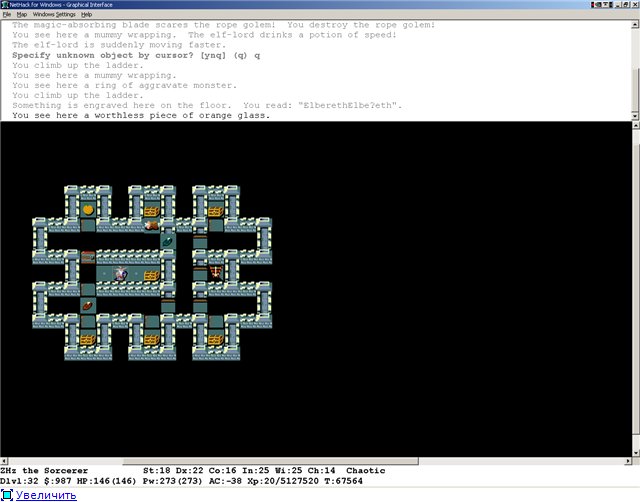 NetHack for Windows - Graphical Interface
File Map Windows Settings Help
The magic-absorbing blade scares the rope golem! You destroy the rope golem!
You see here a mummy wrapping. The elf-lord drinks a potion of speed!
The elf-lord is suddenly moving faster.
Specify unknown object by cursor? [ynq] (q) q
You climb up the ladder.
You see here a mummy wrapping.
You see here a ring of aggravate monster.
You climb up the ladder.
Something is engraved here on the floor. You read: "ElberethElbe?eth".
You see here a worthless piece of orange glass.
ZHz the Sorcerer St:18 Dx:22 Co:16 In:25 Wi:25 Ch:14 Chaotic
Dlvl:32 $:987 HP:146(146) Pw:273(273) AC:-38 Xp:20/5127520 T:67564
Увеличить